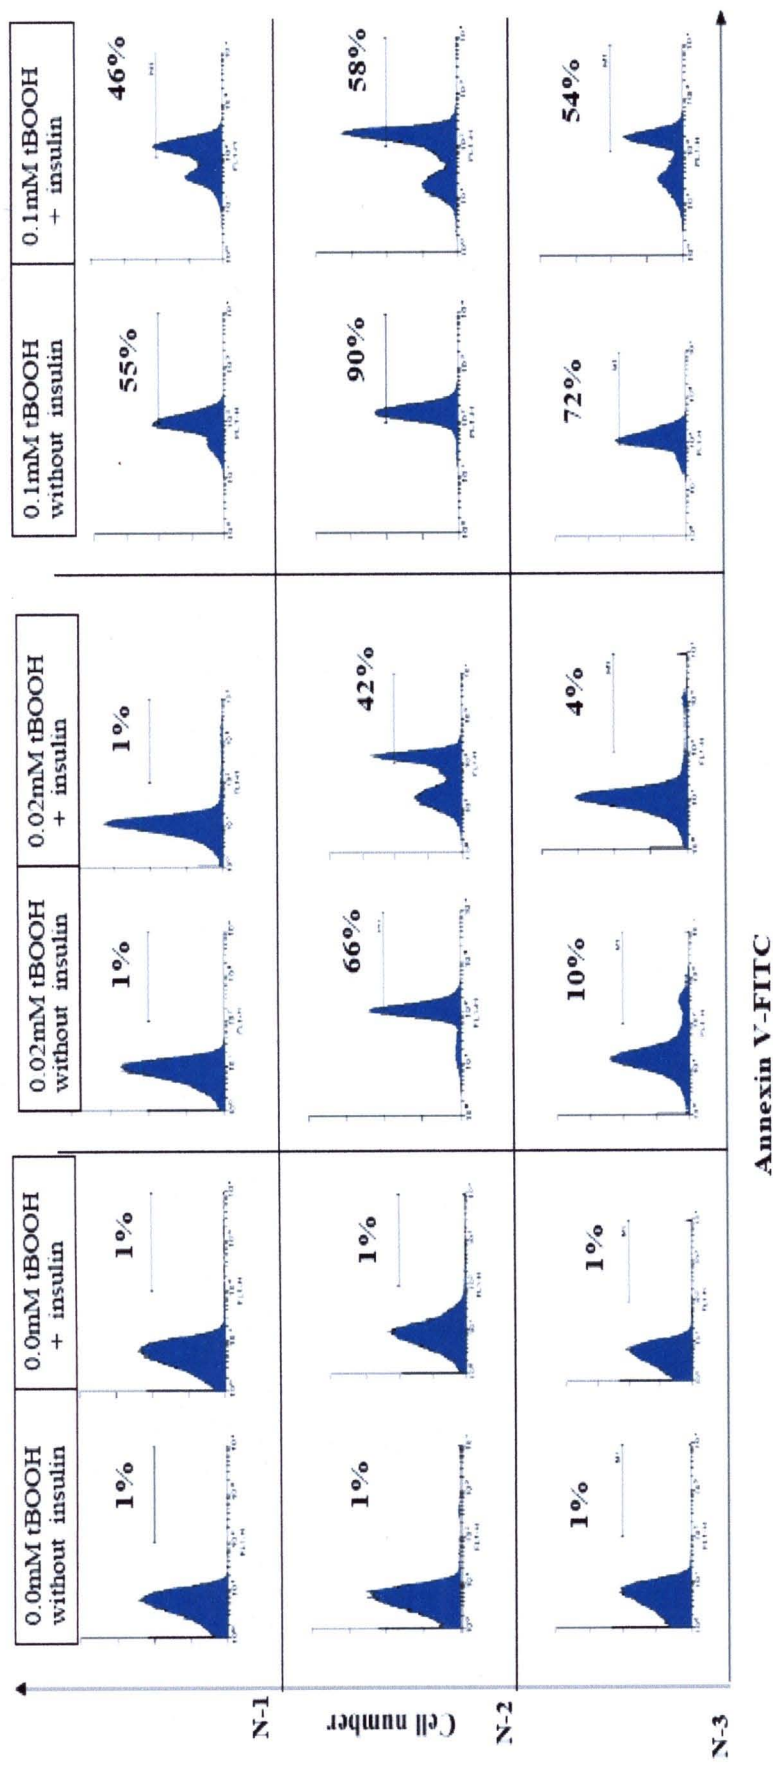 0.0mM tBOOH
without insulin
0.0mM tBOOH
+ insulin
0.02mM tBOOH
without insulin
0.02mM tBOOH
+ insulin
0.1mM tBOOH
without insulin
0.1mM tBOOH
+ insulin
N-1
1%
1%
1%
1%
55%
46%
Cell number
N-2
1%
1%
66%
42%
90%
58%
N-3
1%
1%
10%
4%
72%
54%
Annexin V-FITC